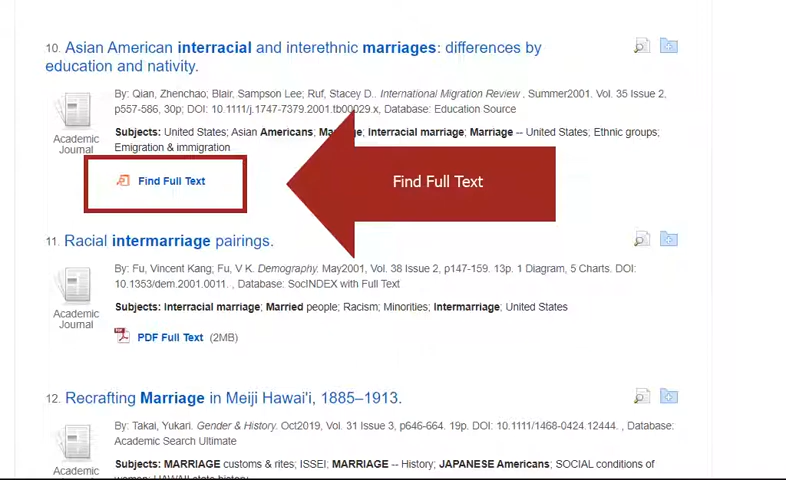 10. Asian American interracial and interethnic marriages: differences by
education and nativity.
By: Qian, Zhenchao; Blair, Sampson Lee; Ruf, Stacey D.. International Migration Review , Summer2001. Vol. 35 Issue 2,
p557-586, 30p; DOI: 10.1111/j.1747-7379.2001.tb00029.x, Database: Education Source
Academic
Journal
Subjects: United States; Asian Americans; Interracial marriage; Marriage -- United States; Ethnic groups;
Emigration & immigration
Find Full Text
Find Full Text
11. Racial intermarriage pairings.
By: Fu, Vincent Kang; Fu, V K. Demography. May2001, Vol. 38 Issue 2, p147-159. 13p. 1 Diagram, 5 Charts. DOI:
10.1353/dem.2001.0011. , Database: SocINDEX with Full Text
Academic
Journal
Subjects: Interracial marriage; Married people; Racism; Minorities; Intermarriage; United States
PDF Full Text (2MB)
12. Recrafting Marriage in Meiji Hawai'i, 1885–1913.
By: Takai, Yukari. Gender & History. Oct2019, Vol. 31 Issue 3, p646-664. 19p. DOI: 10.1111/1468-0424.12444. , Database:
Academic Search Ultimate
Academic
Subjects: MARRIAGE customs & rites; ISSEI; MARRIAGE -- History; JAPANESE Americans; SOCIAL conditions of